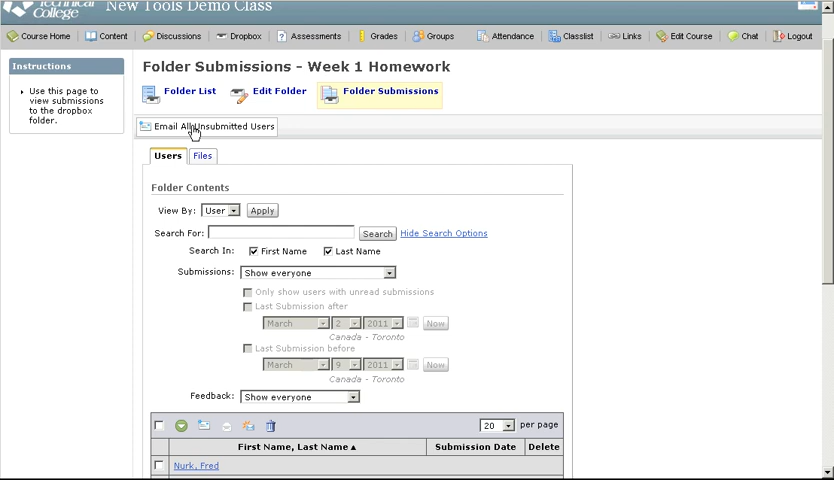 Technical
College
New Tools Demo Class
Course Home
Content
Discussions
Dropbox
Assessments
Grades
Groups
Attendance
Classlist
Links
Edit Course
Chat
Logout
Instructions
Use this page to
view submissions
to the dropbox
folder.
Folder Submissions - Week 1 Homework
Folder List
Edit Folder
Folder Submissions
Email All Unsubmitted Users
Users
Files
Folder Contents
View By: User Apply
Search For: Search Hide Search Options
Search In: First Name Last Name
Submissions: Show everyone
Only show users with unread submissions
Last Submission after
March 2 2011 Now
Canada - Toronto
Last Submission before
March 9 2011 Now
Canada - Toronto
Feedback: Show everyone
20 per page
First Name, Last Name Submission Date Delete
Nurk, Fred